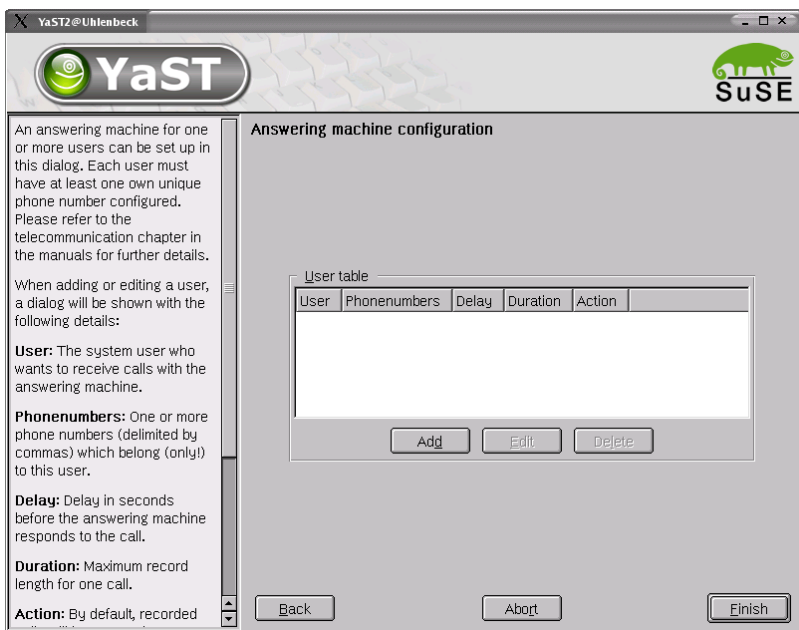 YaST2@Uhlenbeck
YaST
SuSE
An answering machine for one
or more users can be set up in
this dialog. Each user must
have at least one own unique
phone number configured.
Please refer to the
telecommunication chapter in
the manuals for further details.
When adding or editing a user,
a dialog will be shown with the
following details:
User: The system user who
wants to receive calls with the
answering machine.
Phonenumbers: One or more
phone numbers (delimited by
commas) which belong (only!)
to this user.
Delay: Delay in seconds
before the answering machine
responds to the call.
Duration: Maximum record
length for one call.
Action: By default, recorded
Answering machine configuration
User table
User Phonenumbers Delay Duration Action
Add Edit Delete
Back Abort Finish